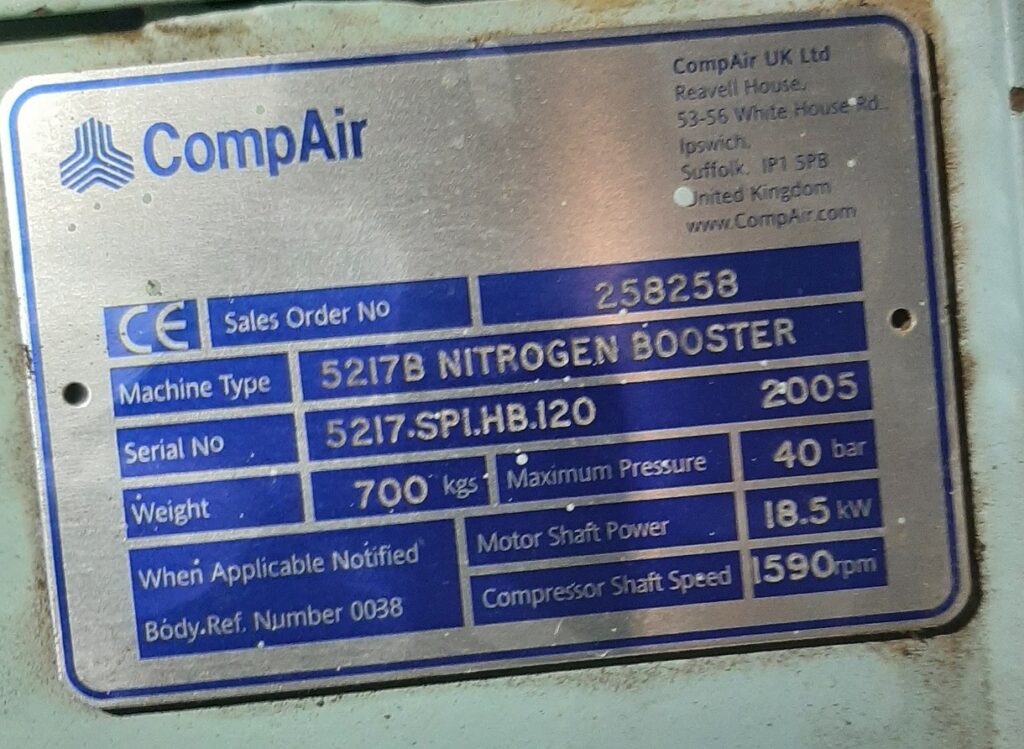 CompAir
CompAir UK Ltd
Reavell House,
53-56 White House Rd.
Ipswich,
Suffolk. IP1 5PB
United Kingdom
www.CompAir.com
CE Sales Order No 258258
Machine Type 5217B NITROGEN BOOSTER
Serial No 5217.SPI.HB.120 2005
Weight 700 kgs Maximum Pressure 40 bar
When Applicable Notified
Body.Ref. Number 0038
Motor Shaft Power 18.5 kW
Compressor Shaft Speed 1590 rpm